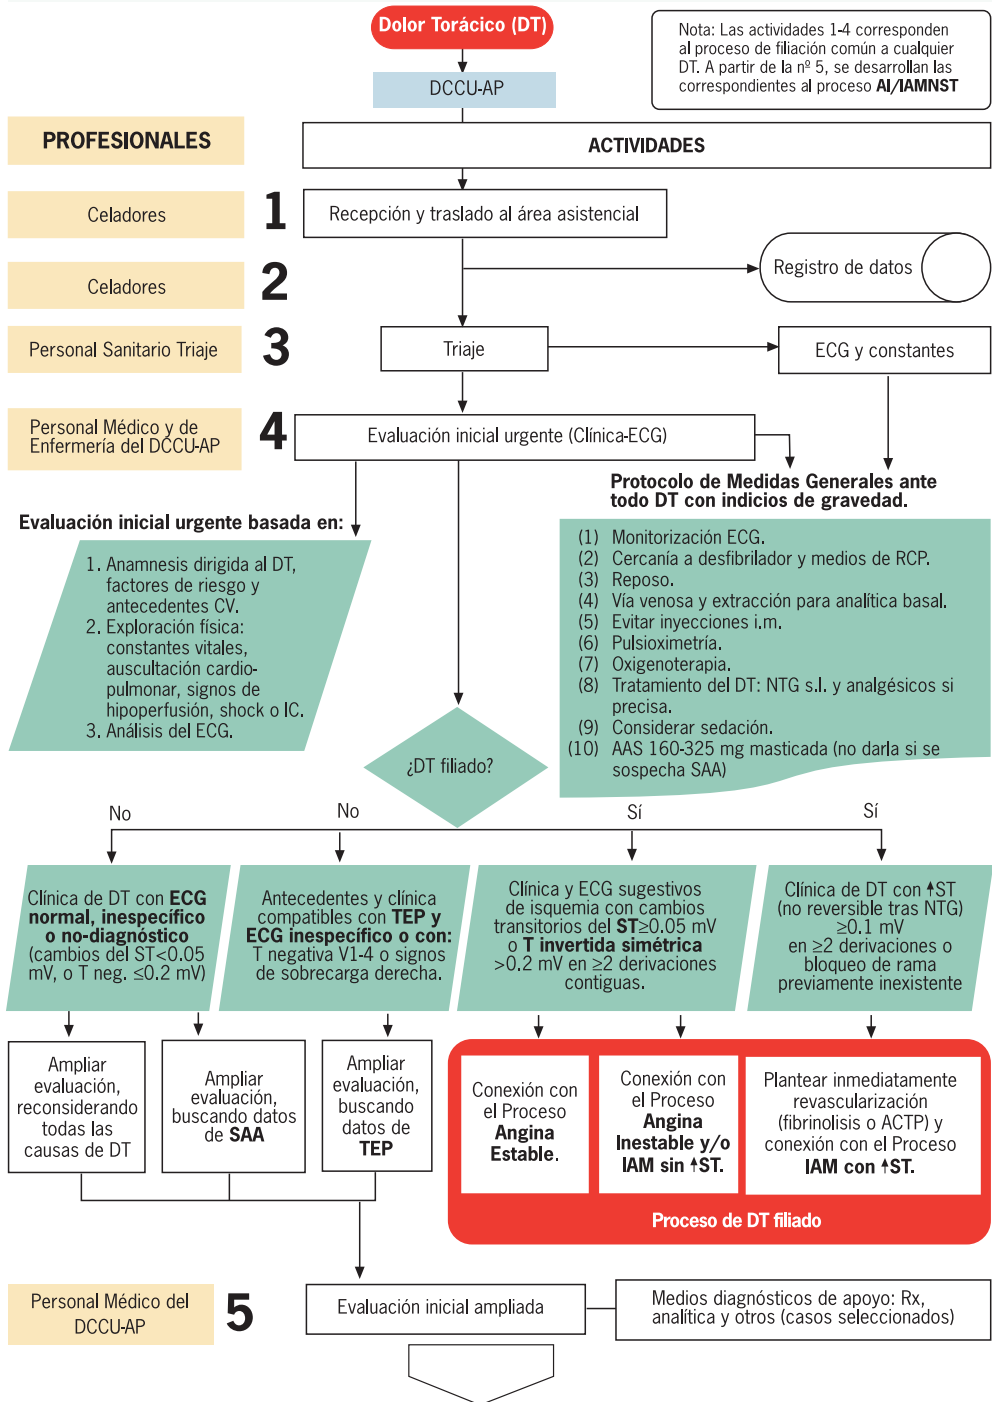 Dolor Torácico (DT)
Nota: Las actividades 1-4 corresponden
al proceso de filiación común a cualquier
DT. A partir de la nº 5, se desarrollan las
correspondientes al proceso AI/IAMNST
DCCU-AP
PROFESIONALES
ACTIVIDADES
Celadores
1
Recepción y traslado al área asistencial
Celadores
2
Registro de datos
Personal Sanitario Triaje
3
Triaje
ECG y constantes
Personal Médico y de
Enfermería del DCCU-AP
4
Evaluación inicial urgente (Clínica-ECG)
Protocolo de Medidas Generales ante
todo DT con indicios de gravedad.
Evaluación inicial urgente basada en:
1. Anamnesis dirigida al DT,
factores de riesgo y
antecedentes CV.
2. Exploración física:
constantes vitales,
auscultación cardio-
pulmonar, signos de
hipoperfusión, shock o IC.
3. Análisis del ECG.
(1) Monitorización ECG.
(2) Cercanía a desfibrilador y medios de RCP.
(3) Reposo.
(4) Vía venosa y extracción para analítica basal.
(5) Evitar inyecciones i.m.
(6) Pulsioximetría.
(7) Oxigenoterapia.
(8) Tratamiento del DT: NTG s.l. y analgésicos si
precisa.
(9) Considerar sedación.
(10) AAS 160-325 mg masticada (no darla si se
sospecha SAA)
¿DT filiado?
No
No
Sí
Sí
Clínica de DT con ECG
normal, inespecífico
o no-diagnóstico
(cambios del ST<0.05
mV, o T neg. ≤0.2 mV)
Antecedentes y clínica
compatibles con TEP y
ECG inespecífico o con:
T negativa V1-4 o signos
de sobrecarga derecha.
Clínica y ECG sugestivos
de isquemia con cambios
transitorios del ST≥0.05 mV
o T invertida simétrica
>0.2 mV en ≥2 derivaciones
contiguas.
Clínica de DT con ↑ST
(no reversible tras NTG)
≥0.1 mV
en ≥2 derivaciones o
bloqueo de rama
previamente inexistente
Ampliar
evaluación,
reconsiderando
todas las
causas de DT
Ampliar
evaluación,
buscando datos
de SAA
Ampliar
evaluación,
buscando
datos de
TEP
Conexión con
el Proceso
Angina
Estable.
Conexión con
el Proceso
Angina
Inestable y/o
IAM sin ↑ST.
Plantear inmediatamente
revascularización
(fibrinolisis o ACTP) y
conexión con el Proceso
IAM con ↑ST.
Proceso de DT filiado
Personal Médico del
DCCU-AP
5
Evaluación inicial ampliada
Medios diagnósticos de apoyo: Rx,
analítica y otros (casos seleccionados)